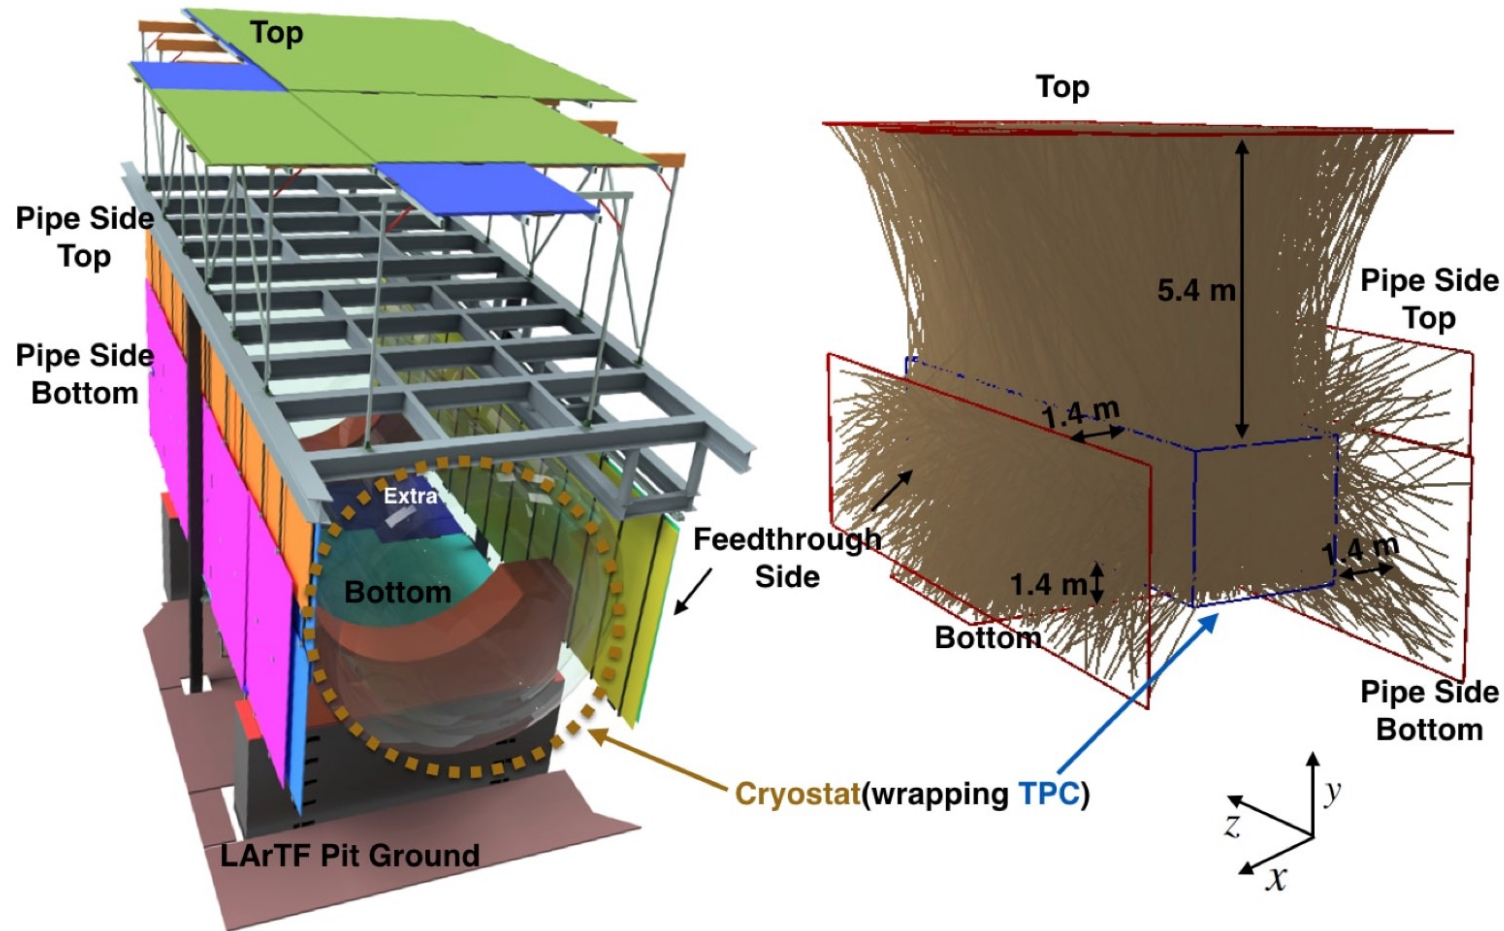 Top
Pipe Side
Top
Pipe Side
Bottom
Extra
Bottom
Feedthrough
Side
Cryostat(wrapping TPC)
LArTF Pit Ground
Top
5.4 m
Pipe Side
Top
1.4 m
1.4 m
1.4 m
Bottom
Pipe Side
Bottom
y
z
x